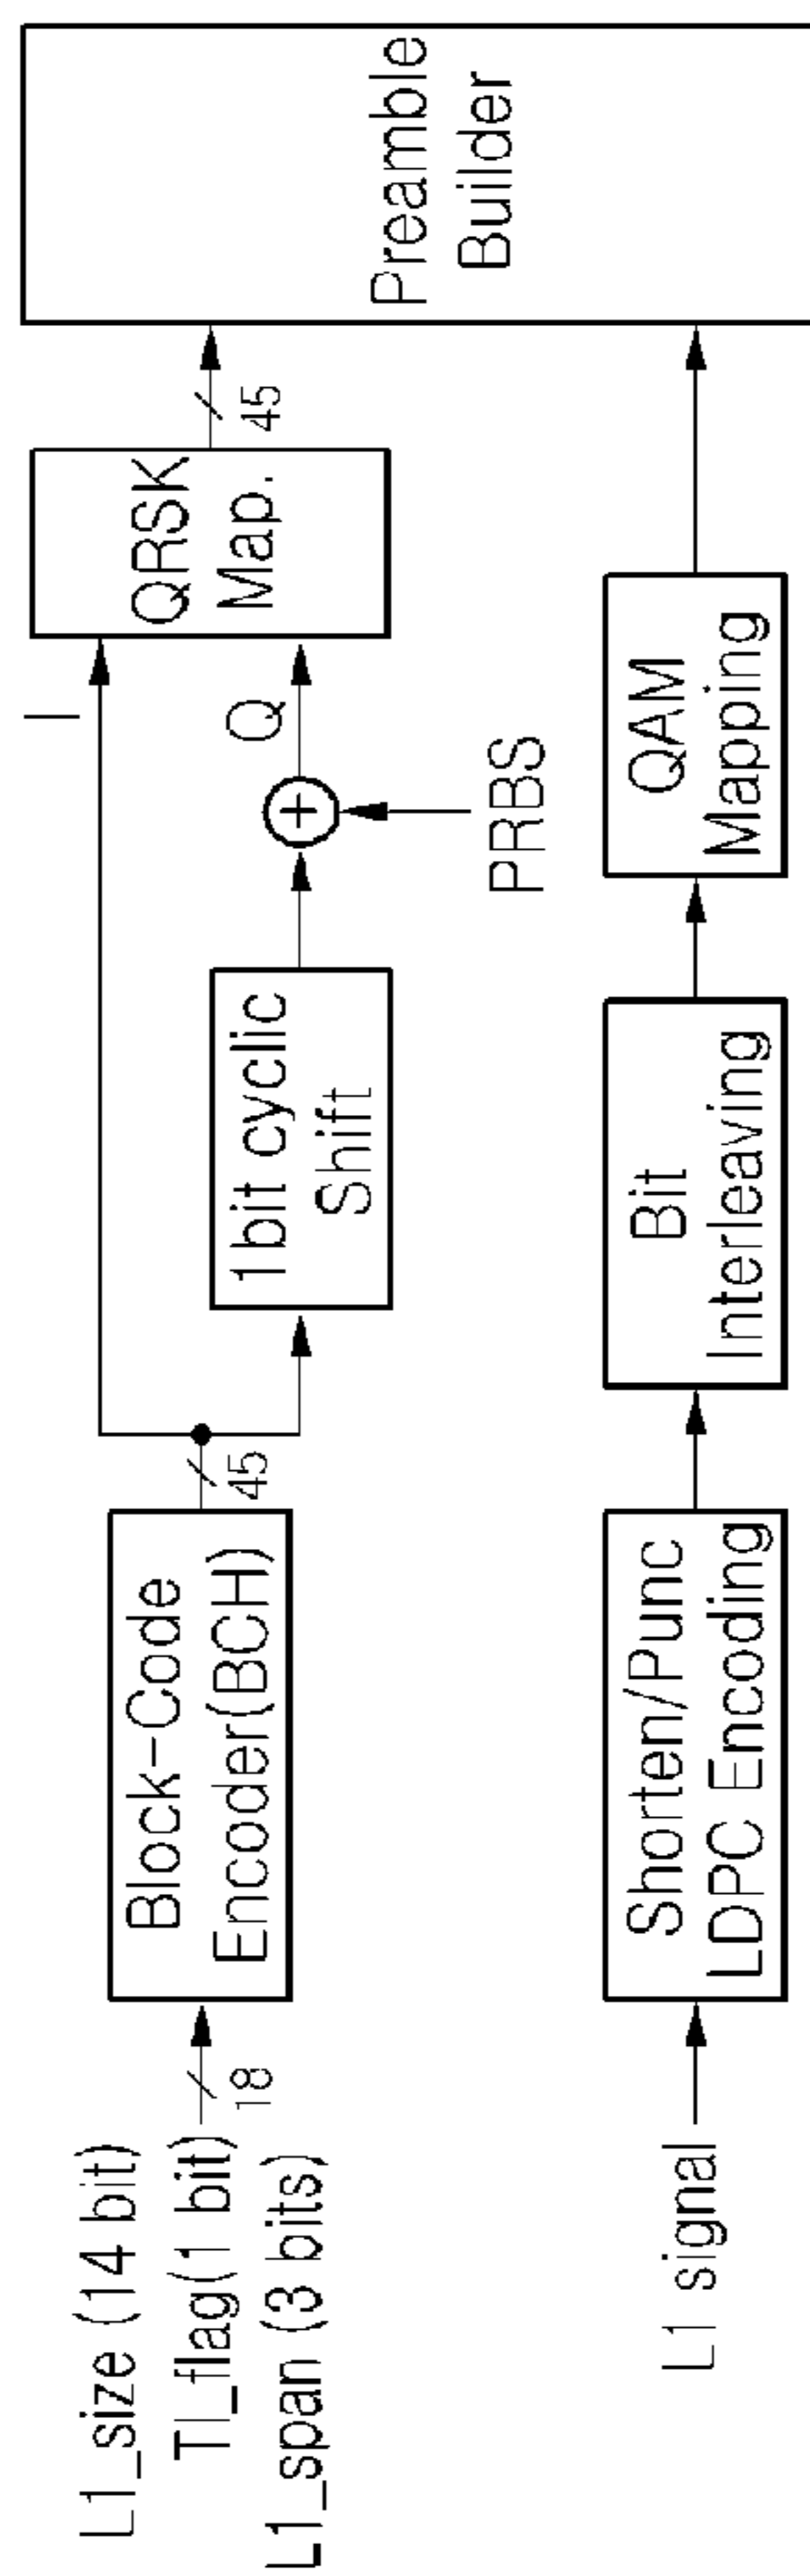 L1_size (14 bit)
TI_flag(1 bit)
L1_span (3 bits)
18
Block-Code
Encoder(BCH)
45
1bit cyclic
Shift
PRBS
I
Q
QRSK
Map.
45
Preamble
Builder
L1 signal
Shorten/Punc
LDPC Encoding
Bit
Interleaving
QAM
Mapping